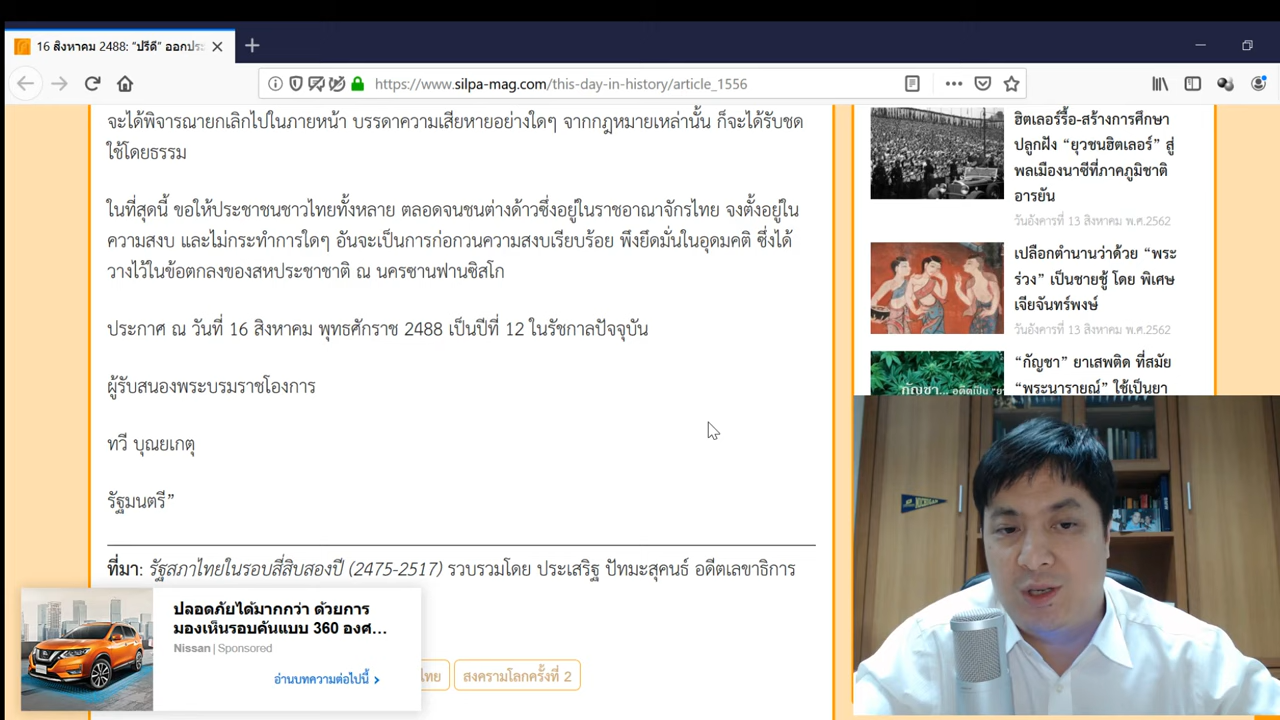 16 สิงหาคม 2488: “ปรีดี” ออกประ
https://www.silpa-mag.com/this-day-in-history/article_1556
จะได้พิจารณายกเลิกไปในภายหน้า บรรดาความเสียหายอย่างใดๆ จากกฎหมายเหล่านั้น ก็จะได้รับชด
ใช้โดยธรรม
ในที่สุดนี้ ขอให้ประชาชนชาวไทยทั้งหลาย ตลอดจนชนต่างด้าวซึ่งอยู่ในราชอาณาจักรไทย จงตั้งอยู่ใน
ความสงบ และไม่กระทำการใดๆ อันจะเป็นการก่อกวนความสงบเรียบร้อย พึงยึดมั่นในอุดมคติ ซึ่งได้
วางไว้ในข้อตกลงของสหประชาชาติ ณ นครซานฟานซิสโก
ประกาศ ณ วันที่ 16 สิงหาคม พุทธศักราช 2488 เป็นปีที่ 12 ในรัชกาลปัจจุบัน
ผู้รับสนองพระบรมราชโองการ
ทวี บุณยเกตุ
รัฐมนตรี”
ที่มา: รัฐสภาไทยในรอบสี่สิบสองปี (2475-2517) รวบรวมโดย ประเสริฐ ปัทมะสุคนธ์ อดีตเลขาธิการ
ปลอดภัยได้มากกว่า ด้วยการ
มองเห็นรอบคันแบบ 360 องศ...
Nissan | Sponsored
อ่านบทความต่อไปนี้
ไทย
สงครามโลกครั้งที่ 2
ฮิตเลอร์รื้อ-สร้างการศึกษา
ปลูกฝัง “ยุวชนฮิตเลอร์” สู่
พลเมืองนาซีที่ภาคภูมิชาติ
อารยัน
วันอังคารที่ 13 สิงหาคม พ.ศ.2562
เปลือกตำนานว่าด้วย “พระ
ร่วง” เป็นชายชู้ โดย พิเศษ
เจียจันทร์พงษ์
วันอังคารที่ 13 สิงหาคม พ.ศ.2562
“กัญชา” ยาเสพติด ที่สมัย
“พระนารายณ์” ใช้เป็นยา
กัญชา...
MICHIGAN